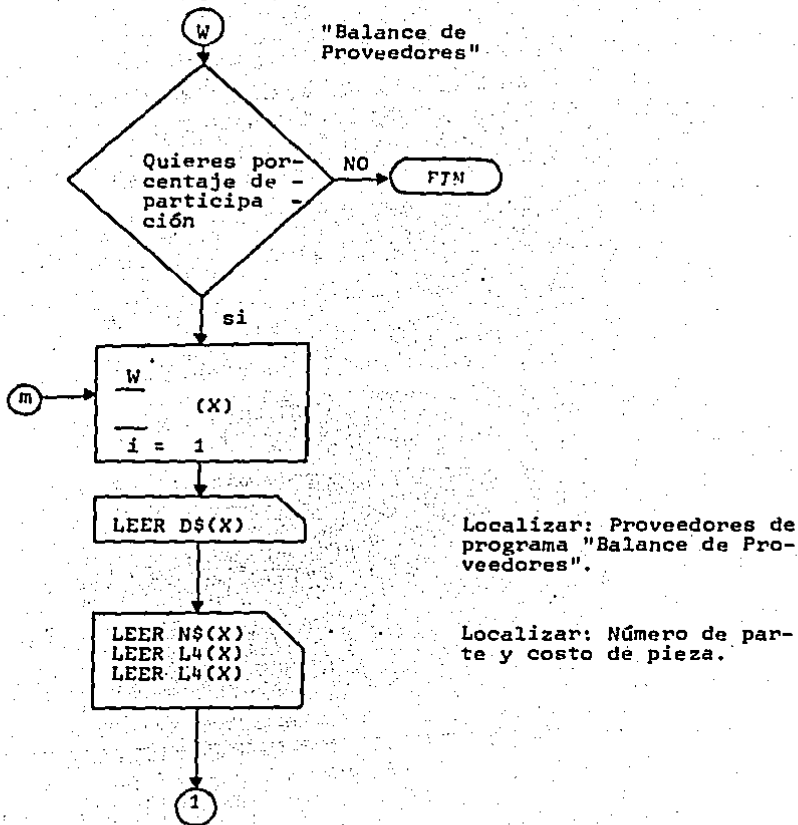 W
"Balance de
Proveedores"
Quieres por-
centaje de -
participa -
ción
NO
FIN
si
W
(X)
i = 1
m
LEER D$(X)
Localizar: Proveedores de
programa "Balance de Pro-
veedores".
LEER N$(X)
LEER L4(X)
LEER L4(X)
Localizar: Número de par-
te y costo de pieza.
1